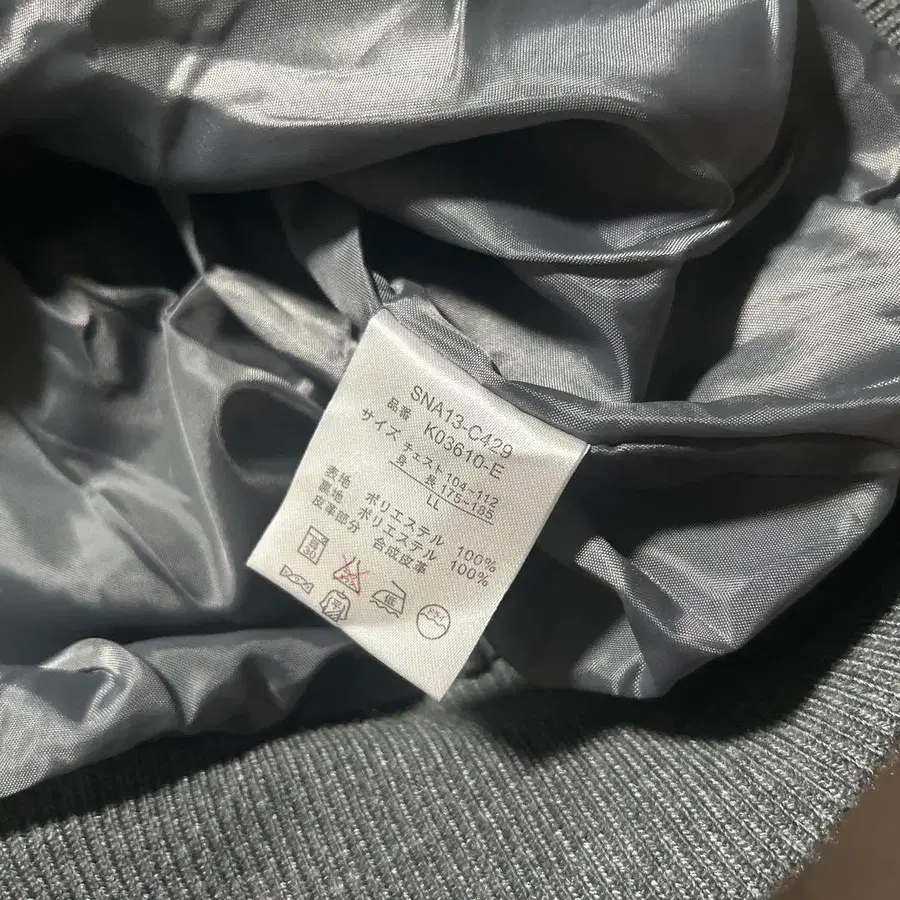 SNA13-C429
品番 K03610-E
サイズ チェスト 104-112
身長 175-185
LL
表地 ポリエステル 100%
裏地 ポリエステル 100%
皮革部分 合成皮革
30